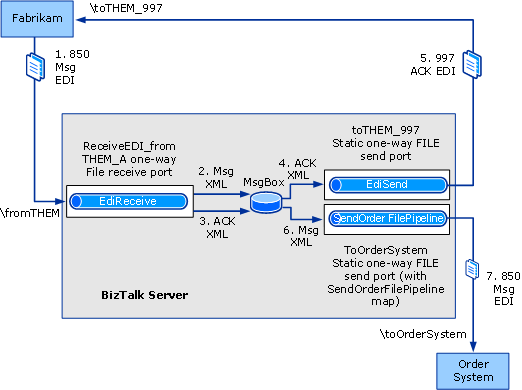 Fabrikam
\toTHEM_997
1. 850
Msg
EDI
5. 997
ACK EDI
toTHEM_997
Static one-way FILE
send port
ReceiveEDI_from
THEM_A one-way
File receive port
2. Msg
XML
MsgBox
4. ACK
XML
EdiReceive
EdiSend
\fromTHEM
3. ACK
XML
6. Msg
XML
SendOrder FilePipeline
ToOrderSystem
Static one-way FILE
send port (with
SendOrderFilePipeline
map)
7. 850
Msg
EDI
BizTalk Server
\toOrderSystem
Order
System